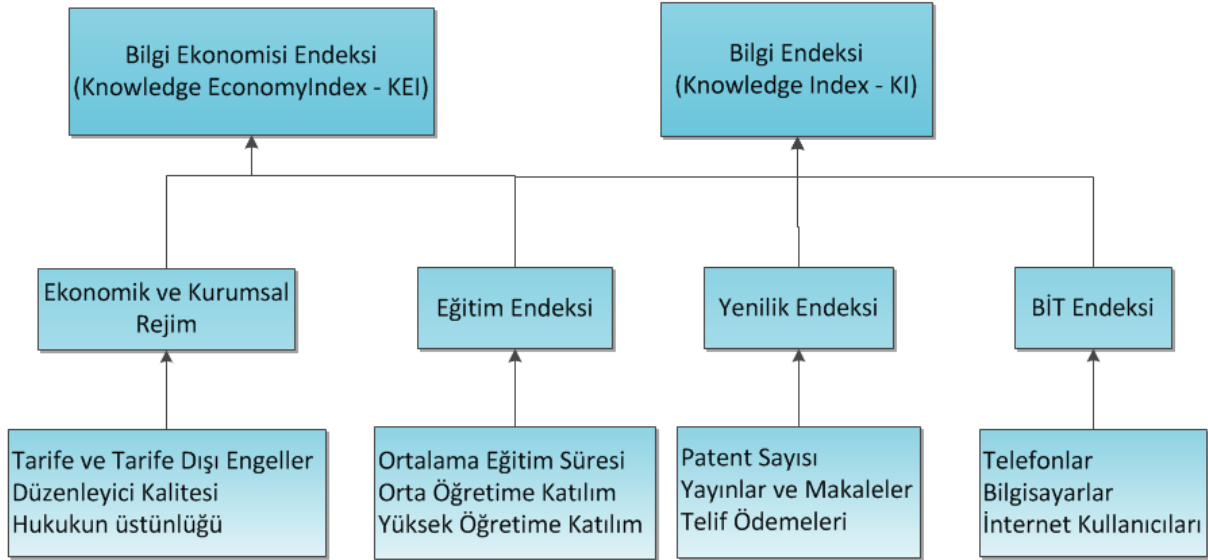 Bilgi Ekonomisi Endeksi
(Knowledge EconomyIndex - KEI)
Bilgi Endeksi
(Knowledge Index - KI)
Ekonomik ve Kurumsal
Rejim
Eğitim Endeksi
Yenilik Endeksi
BİT Endeksi
Tarife ve Tarife Dışı Engeller
Düzenleyici Kalitesi
Hukukun üstünlüğü
Ortalama Eğitim Süresi
Orta Öğretime Katılım
Yüksek Öğretime Katılım
Patent Sayısı
Yayınlar ve Makaleler
Telif Ödemeleri
Telefonlar
Bilgisayarlar
İnternet Kullanıcıları